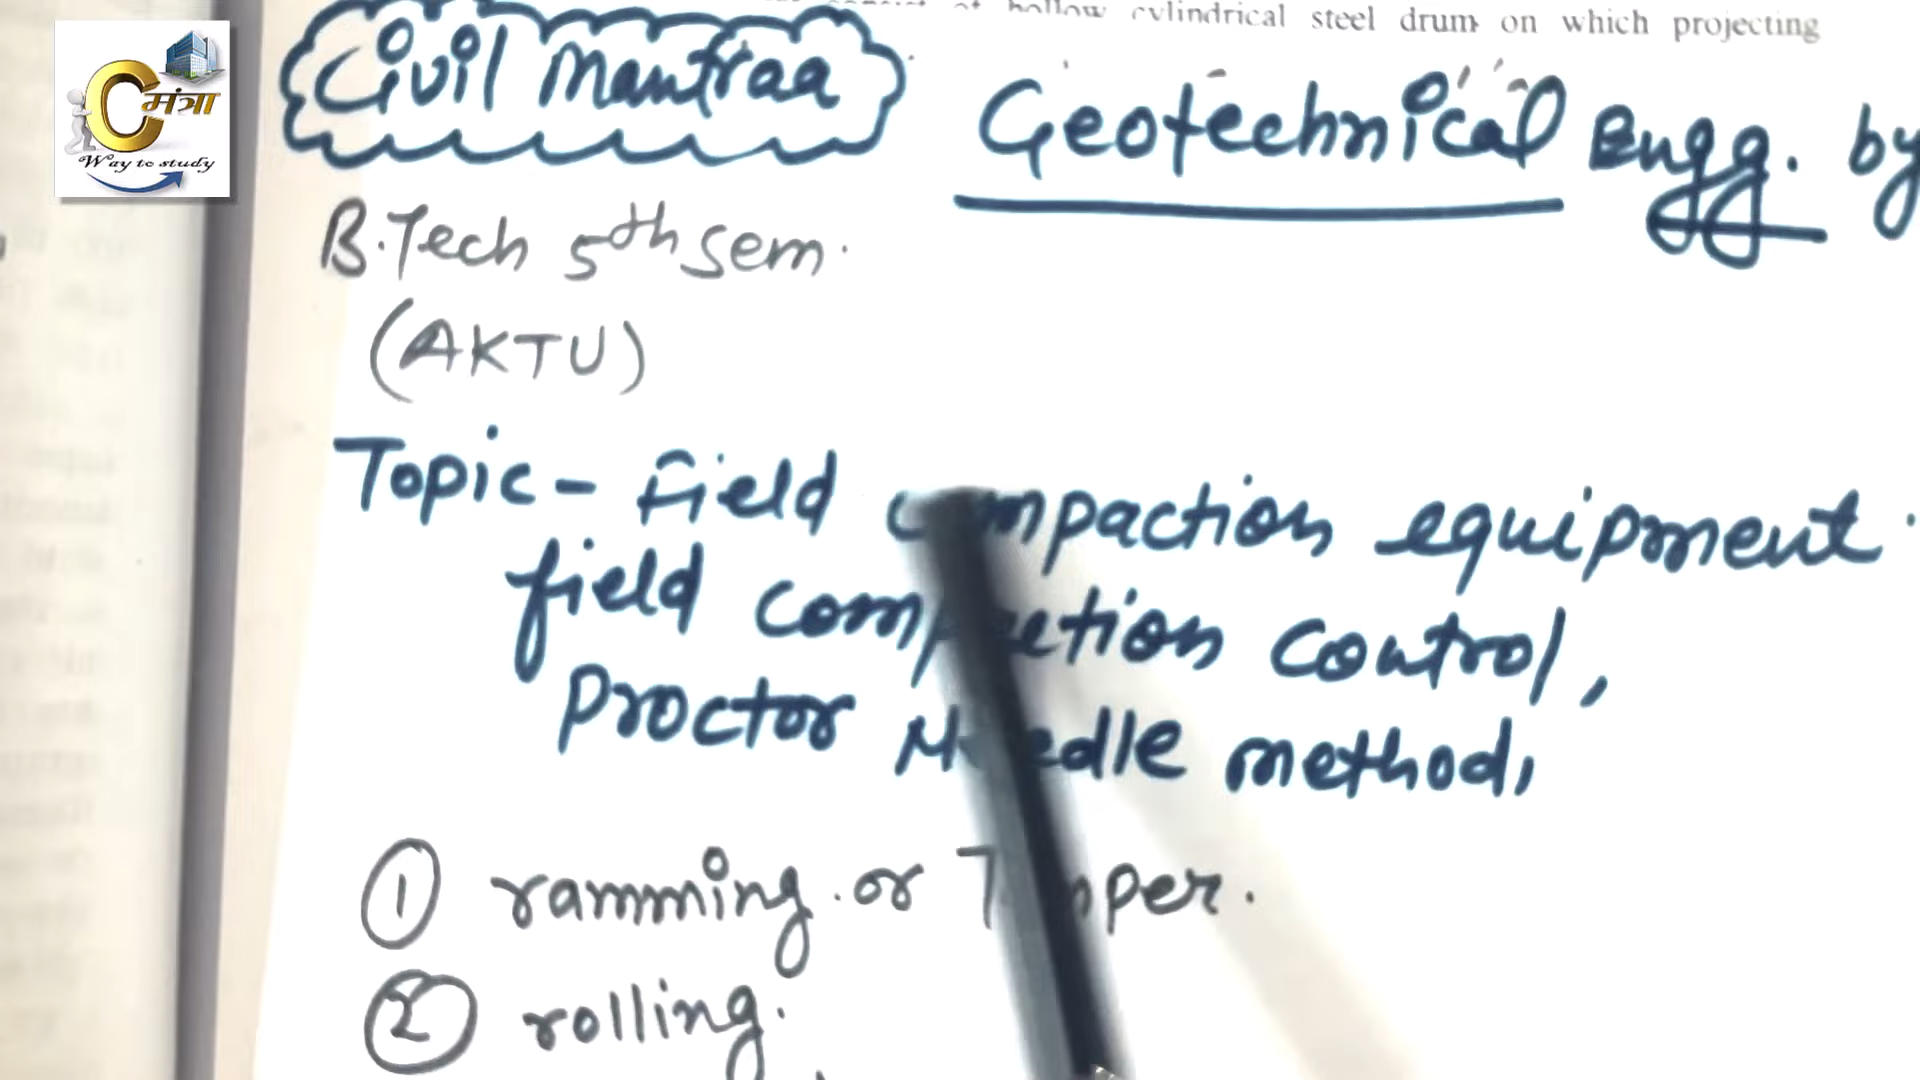 hollow cylindrical steel drum on which projecting
Cमंत्रा
Way to study
Civil Mantraa
Geotechnical Engg. by
B.Tech 5th Sem.
(AKTU)
Topic - Field compaction equipment
field compaction control,
Proctor Needle method,
① ramming or
② rolling.